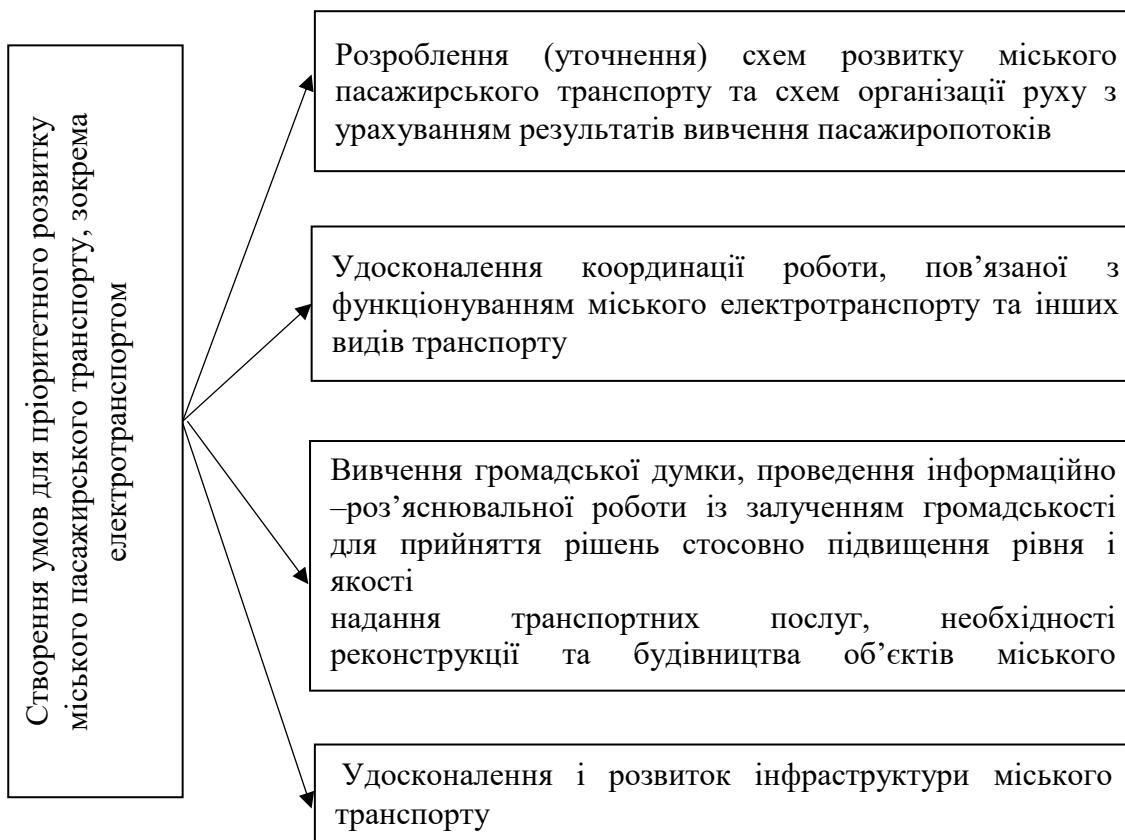 Створення умов для пріоритетного розвитку
міського пасажирського транспорту, зокрема
електротранспортом
Розроблення (уточнення) схем розвитку міського
пасажирського транспорту та схем організації руху з
урахуванням результатів вивчення пасажиропотоків
Удосконалення координації роботи, пов’язаної з
функціонуванням міського електротранспорту та інших
видів транспорту
Вивчення громадської думки, проведення інформаційно
–роз’яснювальної роботи із залученням громадськості
для прийняття рішень стосовно підвищення рівня і
якості
надання транспортних послуг, необхідності
реконструкції та будівництва об’єктів міського
Удосконалення і розвиток інфраструктури міського
транспорту